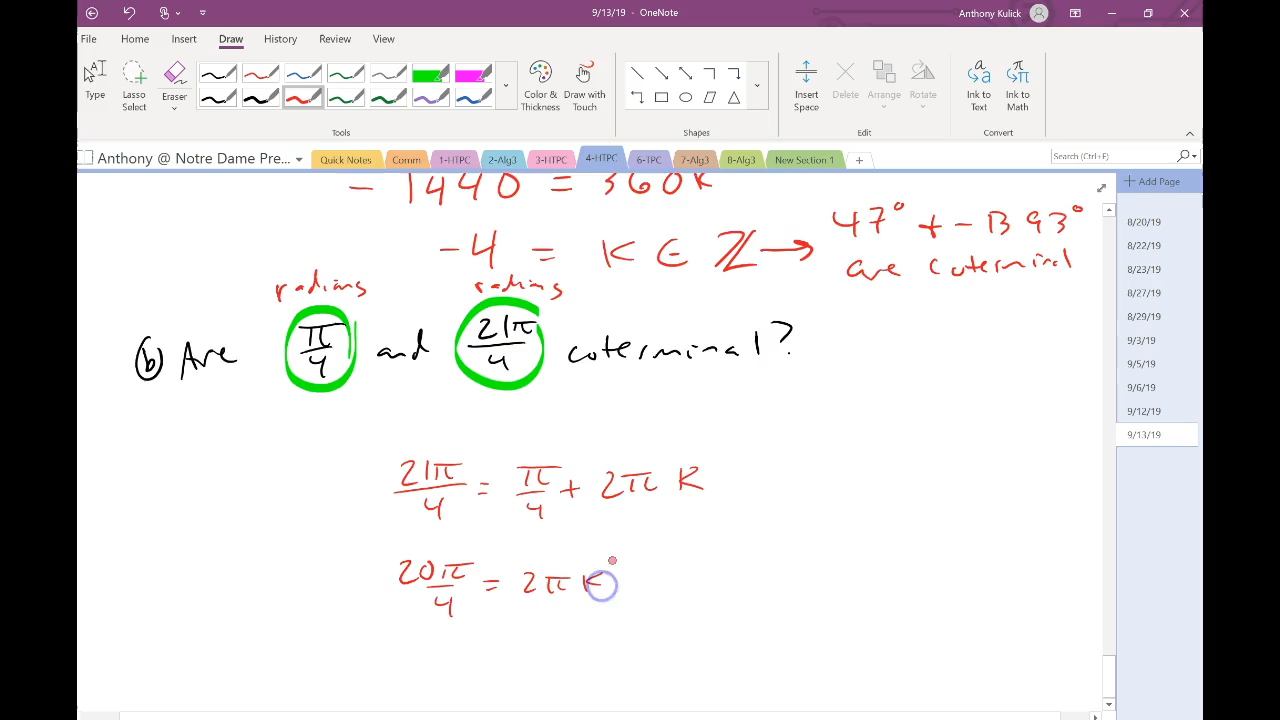 9/13/19 - OneNote
Anthony Kulick
File Home Insert Draw History Review View
Type
Lasso Select
Eraser
Color & Thickness
Draw with Touch
Insert Space
Delete
Arrange
Rotate
Ink to Text
Ink to Math
Tools
Shapes
Edit
Convert
Anthony @ Notre Dame Pre...
Quick Notes Comm 1-HTPC 2-Alg3 3-HTPC 4-HTPC 6-TPC 7-Alg3 8-Alg3 New Section 1 +
Search (Ctrl+F)
+ Add Page
8/20/19
8/22/19
8/23/19
8/27/19
8/29/19
9/3/19
9/5/19
9/6/19
9/12/19
9/13/19
- 1440 = 360K
-4 = K ∈ ℤ → 47° + -1393°
are coterminal
radians radians
(b) Are π/4 and 21π/4 coterminal?
21π/4 = π/4 + 2π K
20π/4 = 2π K